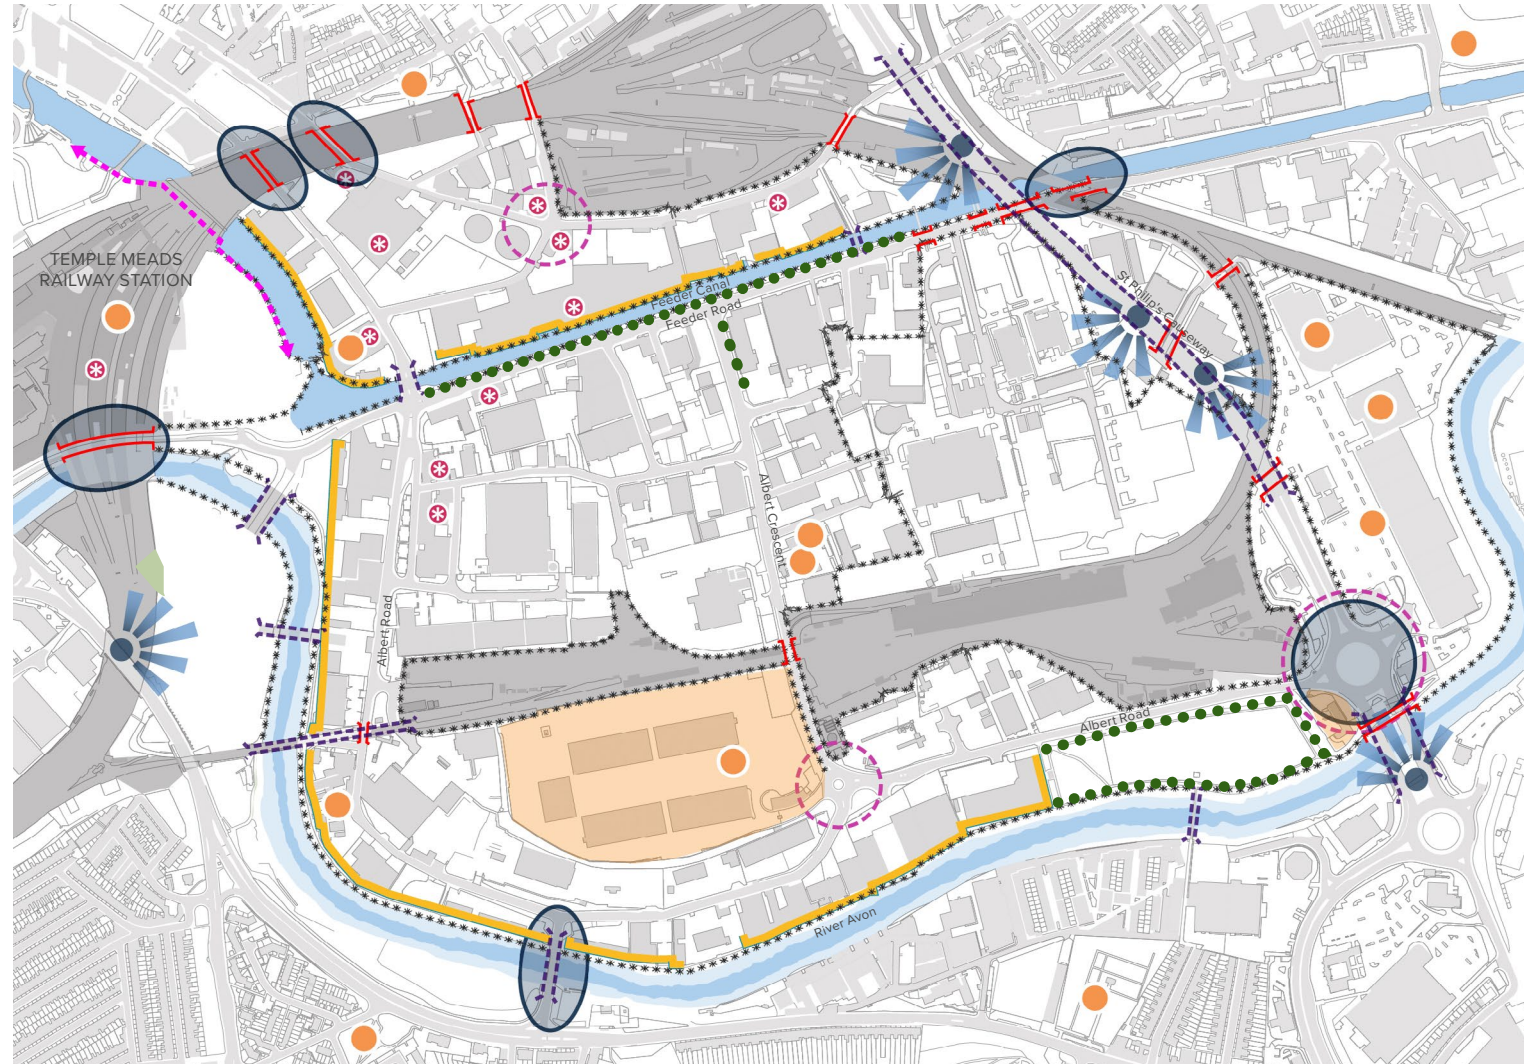 TEMPLE MEADS
RAILWAY STATION
Feeder Canal
Feeder Road
St Philip's Causeway
Albert Crescent
Albert Road
Albert Road
River Avon